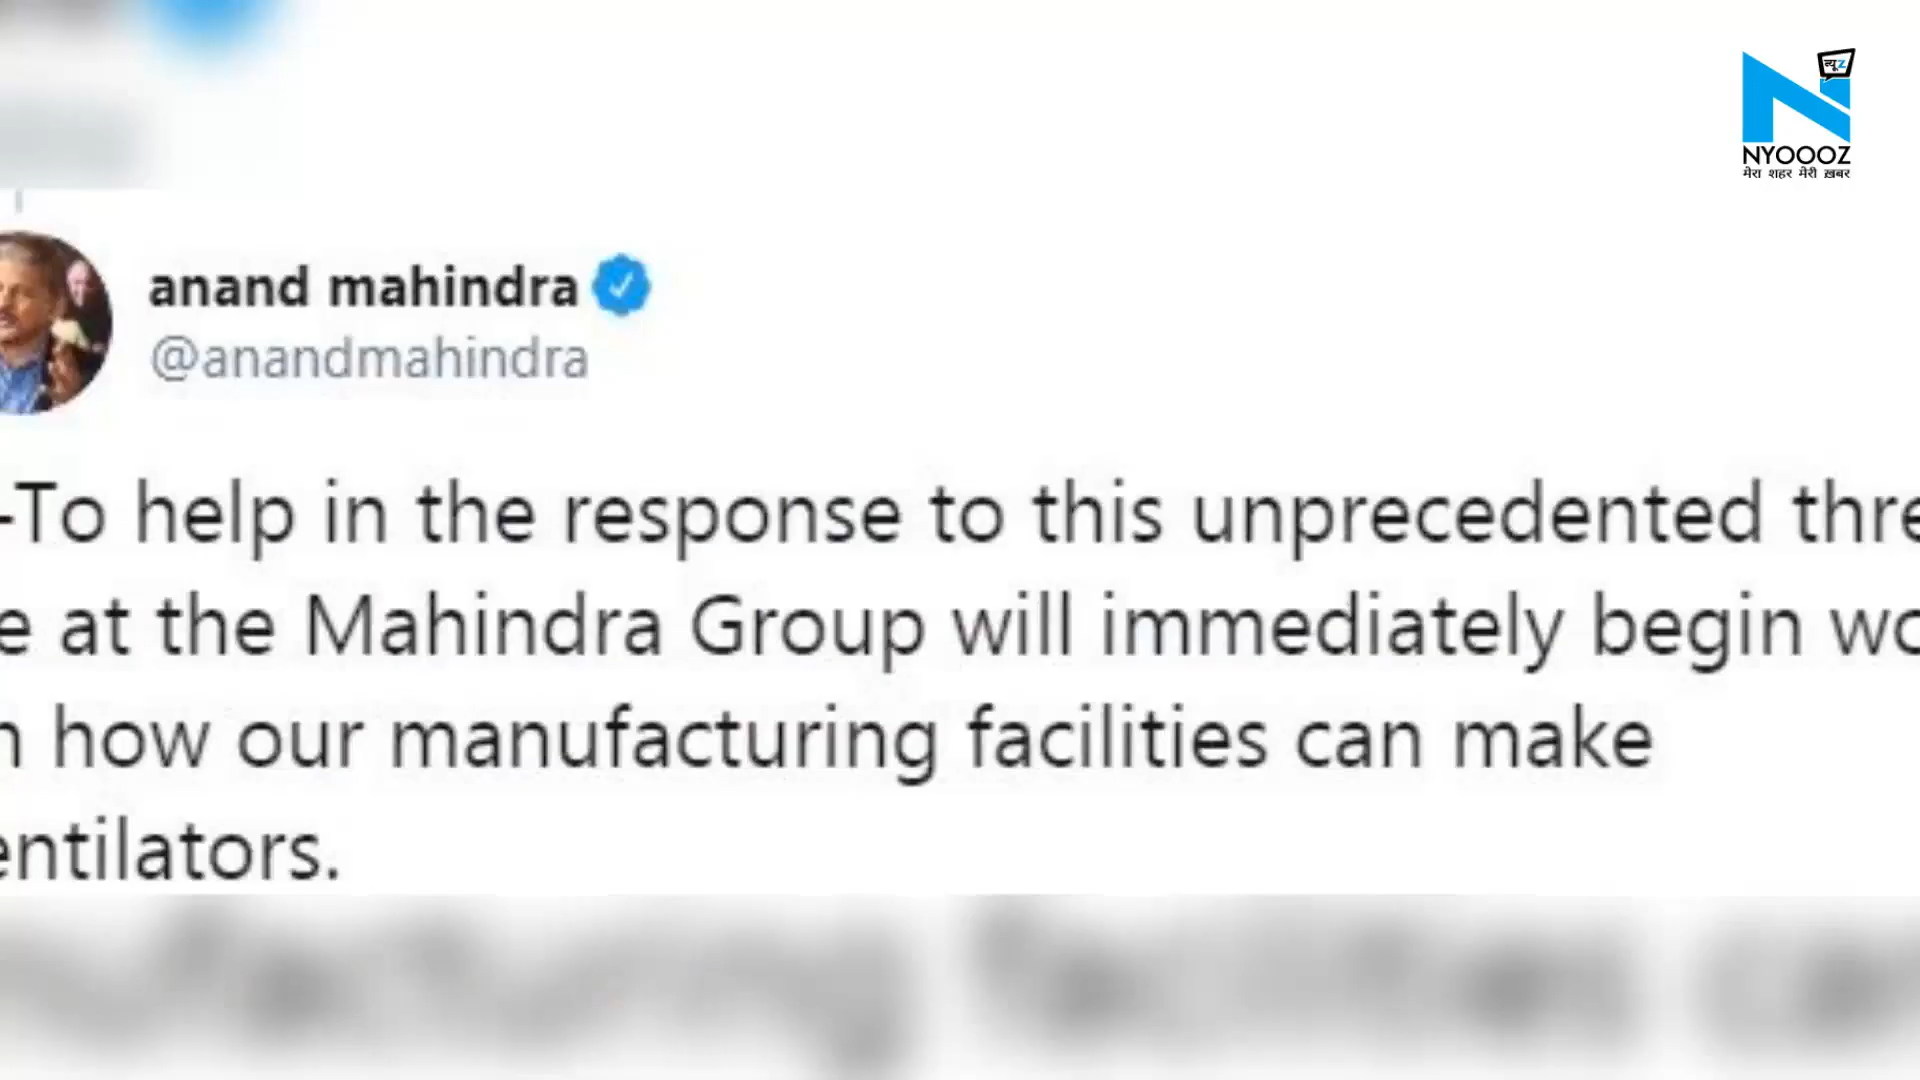 न्यूz
NYOOOZ
मेरा शहर मेरी ख़बर
anand mahindra
@anandmahindra
-To help in the response to this unprecedented thre
e at the Mahindra Group will immediately begin wo
n how our manufacturing facilities can make
entilators.